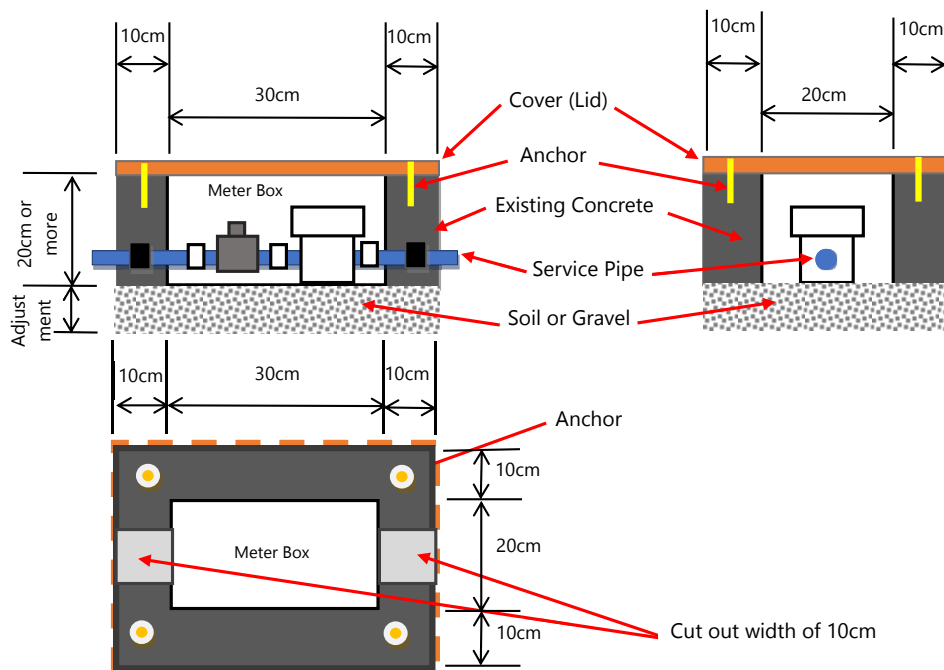 10cm
10cm
10cm
10cm
30cm
20cm
Cover (Lid)
Anchor
Meter Box
Existing Concrete
20cm or
more
Service Pipe
Adjust
ment
Soil or Gravel
10cm
30cm
10cm
Anchor
10cm
Meter Box
20cm
10cm
Cut out width of 10cm